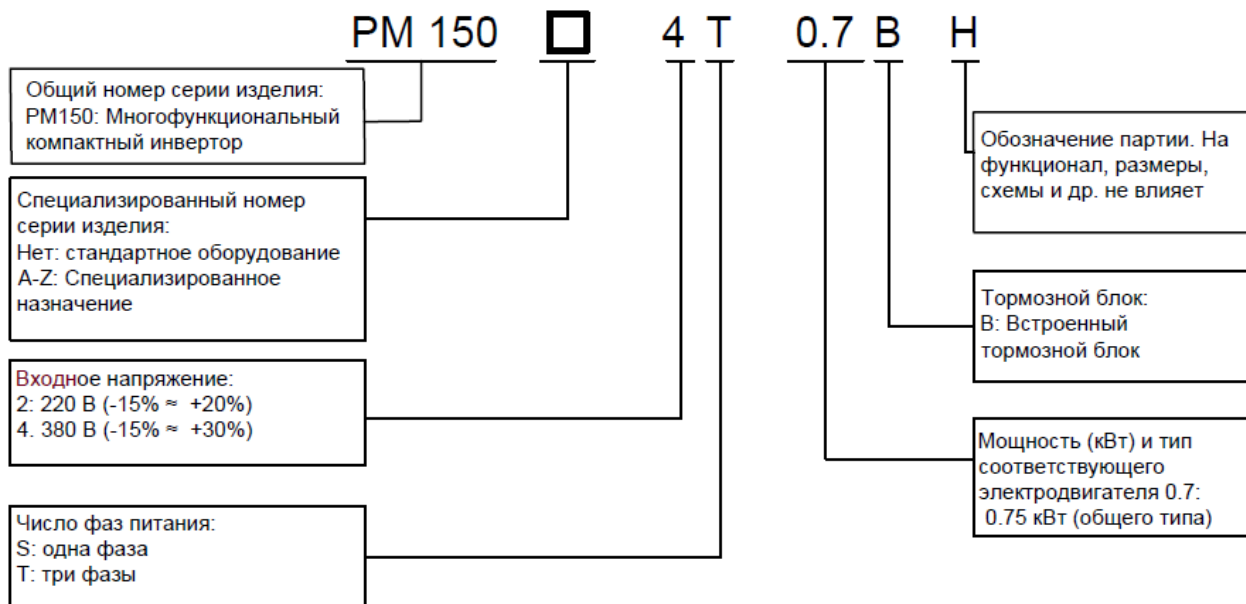 PM 150 □ 4 T 0.7 B H
Общий номер серии изделия:
PM150: Многофункциональный
компактный инвертор
Специализированный номер
серии изделия:
Нет: стандартное оборудование
A-Z: Специализированное
назначение
Входное напряжение:
2: 220 В (-15% ≈ +20%)
4. 380 В (-15% ≈ +30%)
Число фаз питания:
S: одна фаза
T: три фазы
Обозначение партии. На
функционал, размеры,
схемы и др. не влияет
Тормозной блок:
B: Встроенный
тормозной блок
Мощность (кВт) и тип
соответствующего
электродвигателя 0.7:
0.75 кВт (общего типа)